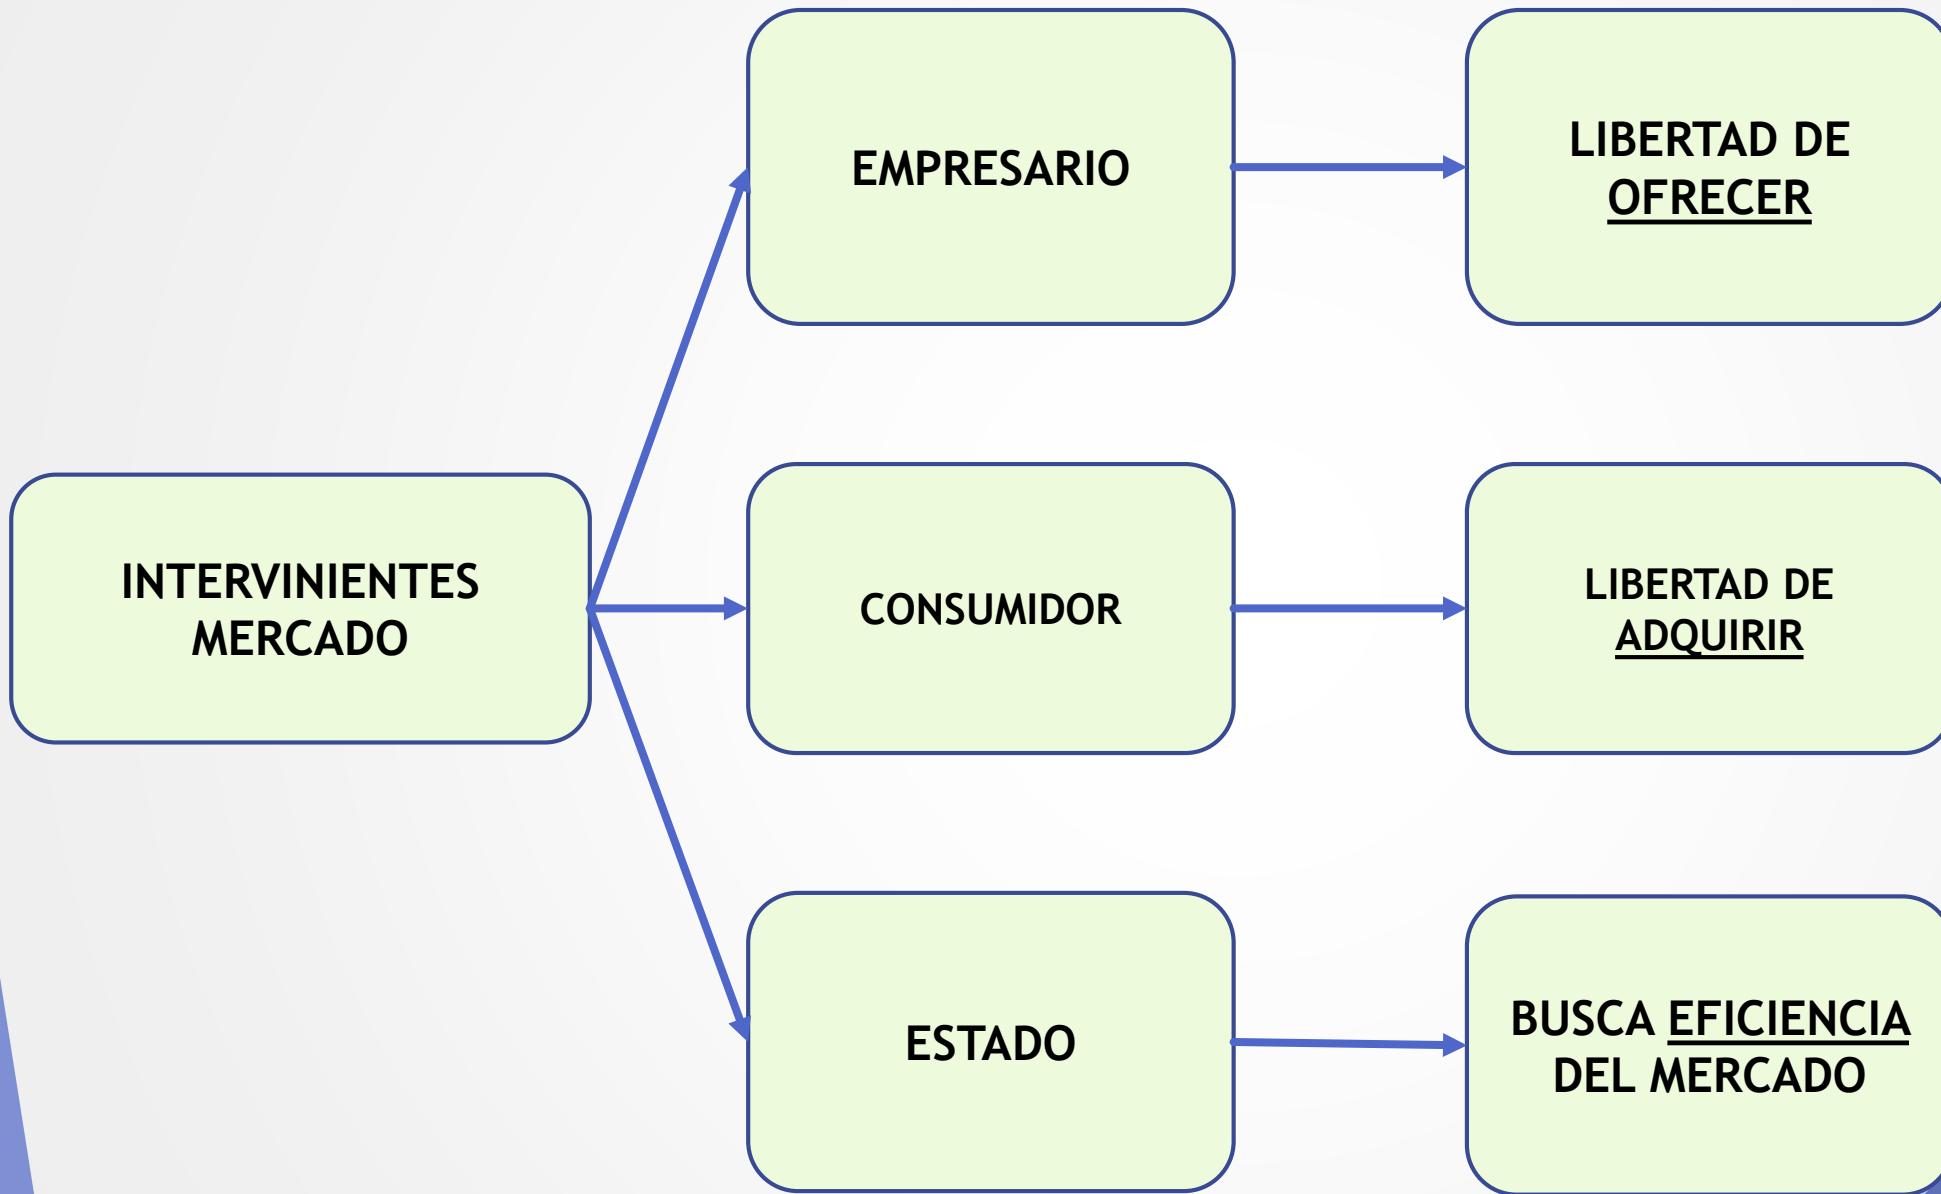 EMPRESARIO
LIBERTAD DE
OFRECER
INTERVINIENTES
MERCADO
CONSUMIDOR
LIBERTAD DE
ADQUIRIR
ESTADO
BUSCA EFICIENCIA
DEL MERCADO